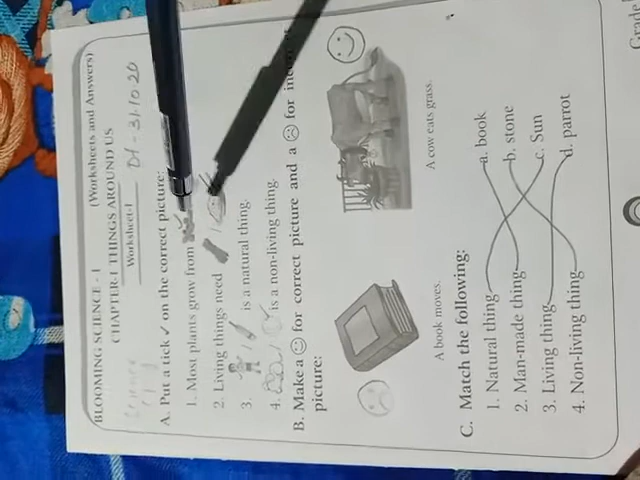 BLOOMING SCIENCE - 1 (Worksheets and Answers)
CHAPTER-1 THINGS AROUND US
Worksheet-1 Dt - 31.10.20
A. Put a tick ✓ on the correct picture:
1. Most plants grow from
2. Living things need
3. is a natural thing.
4. is a non-living thing.
B. Make a ☺ for correct picture and a ☹ for
picture:
A book moves. A cow eats grass.
C. Match the following:
1. Natural thing a. book
2. Man-made thing b. stone
3. Living thing c. Sun
4. Non-living thing d. parrot
Grade